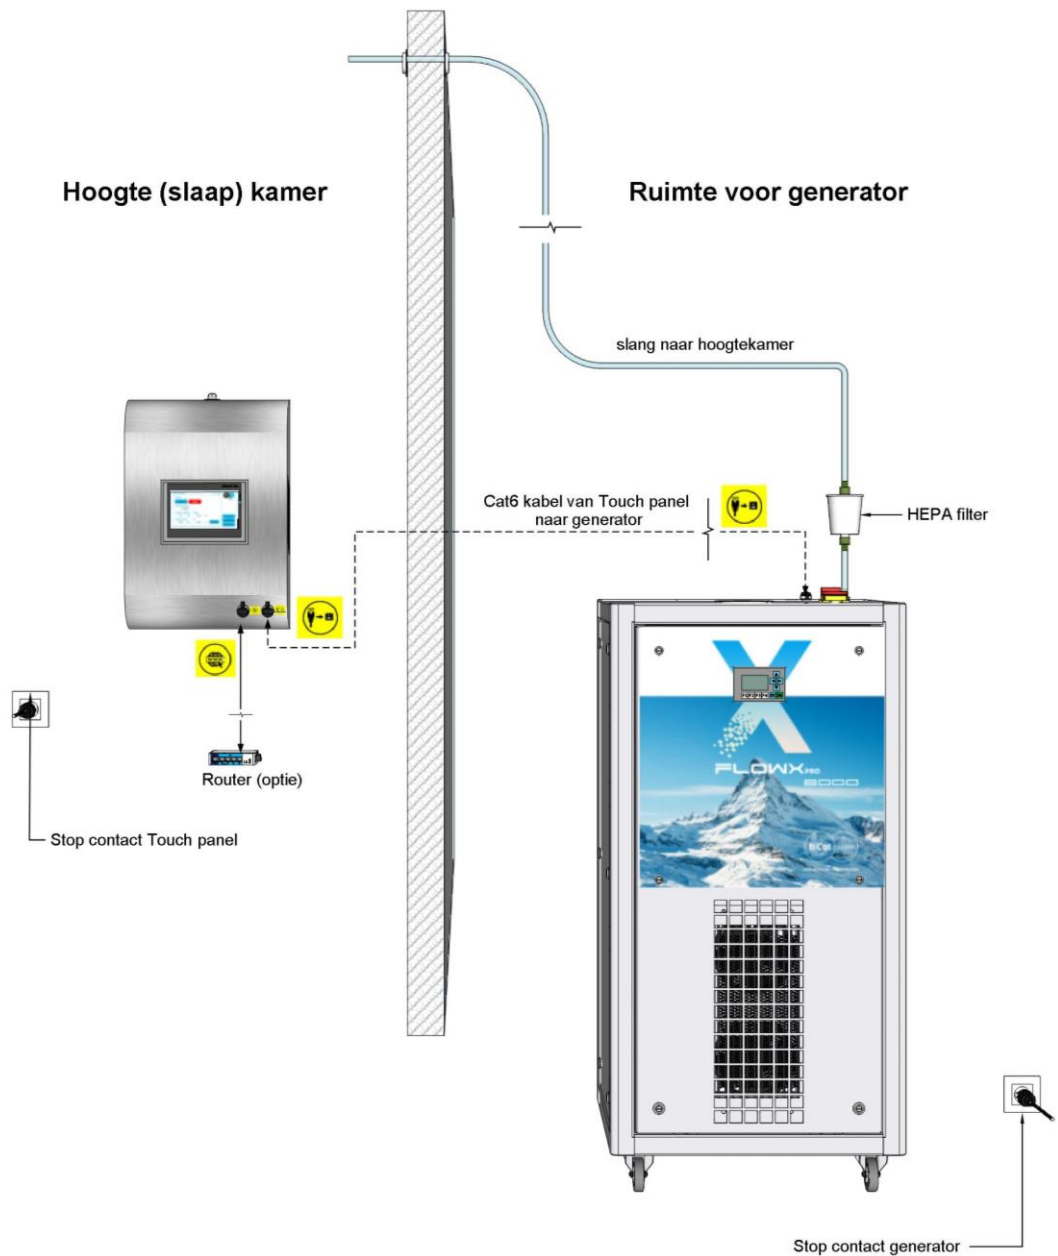 Hoogte (slaap) kamer
Ruimte voor generator
slang naar hoogtekamer
Cat6 kabel van Touch panel
naar generator
HEPA filter
Router (optie)
Stop contact Touch panel
X
FLOWX PRO
8000
Stop contact generator